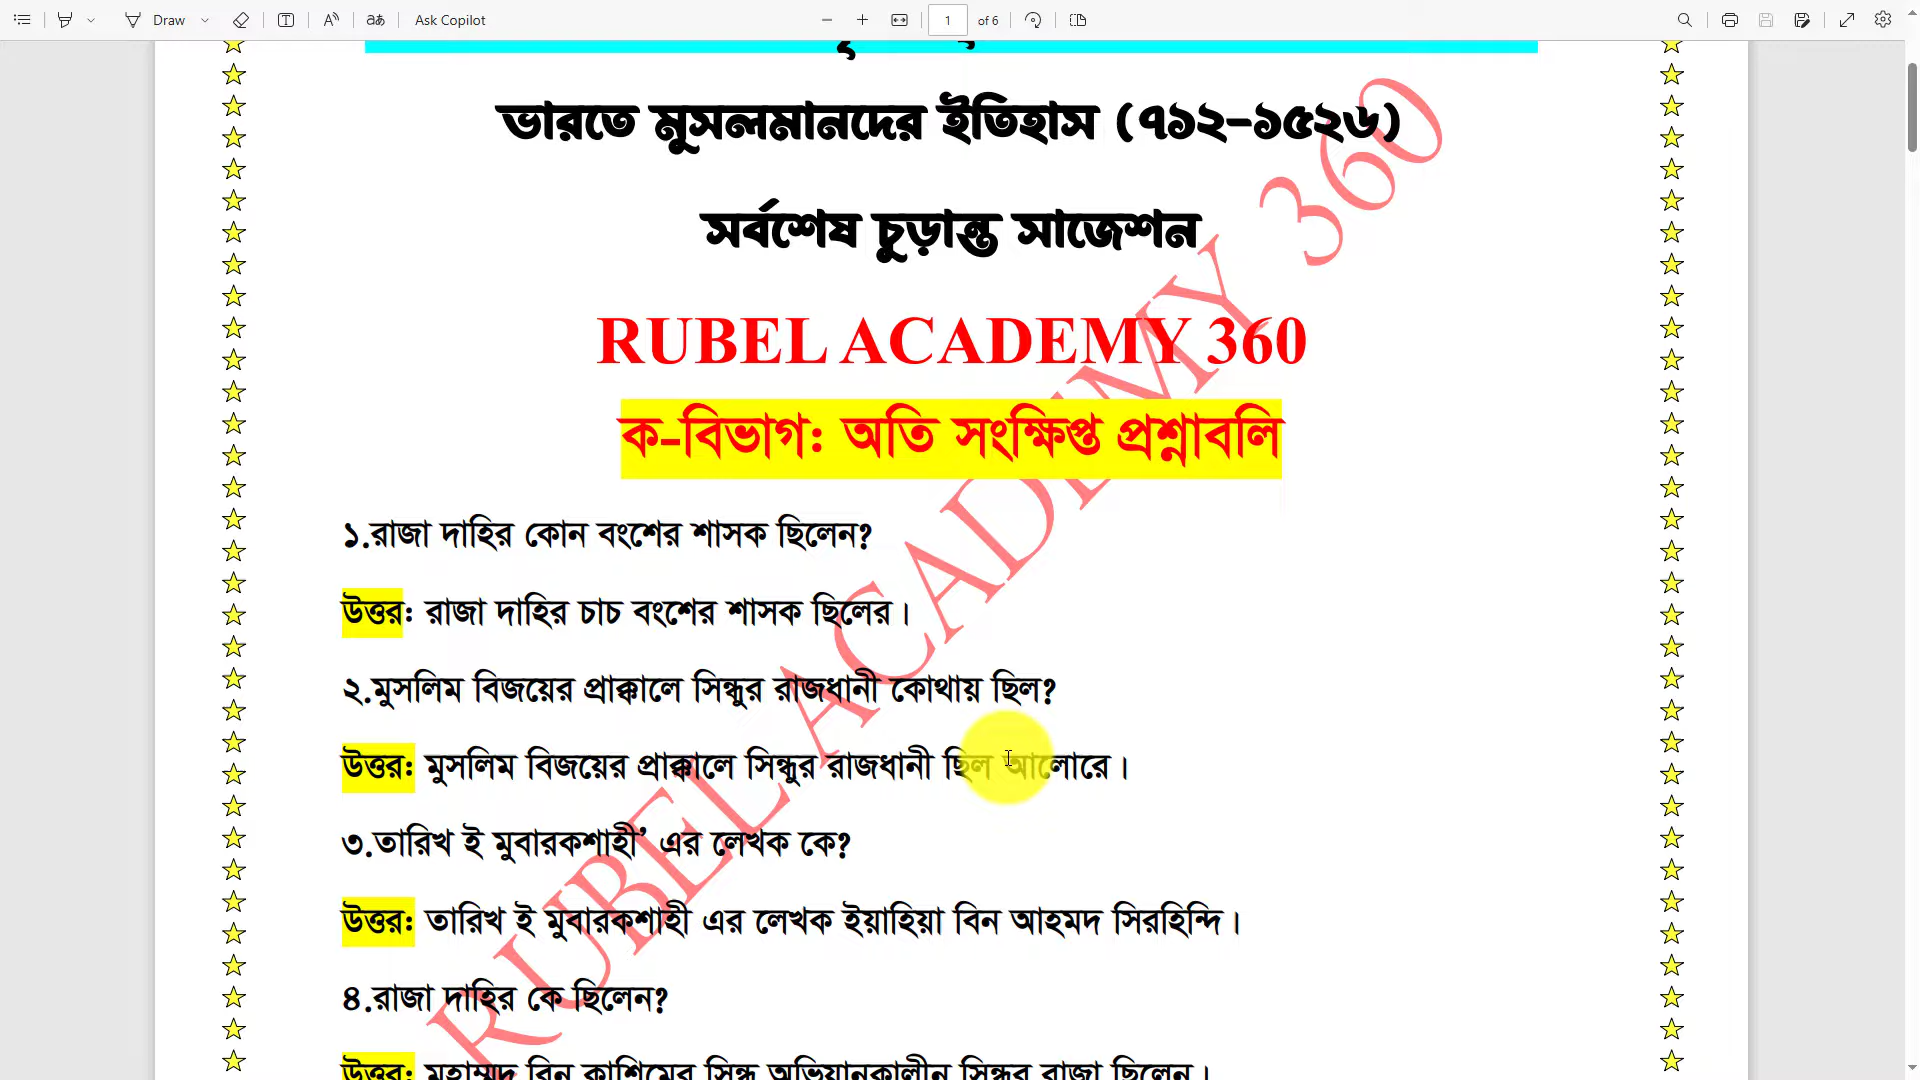 Draw
Ask Copilot
1 of 6
ভারতে মুসলমানদের ইতিহাস (৭১২-১৫২৬)
সর্বশেষ চুড়ান্ত সাজেশন
RUBEL ACADEMY 360
ক-বিভাগ: অতি সংক্ষিপ্ত প্রশ্নাবলি
১.রাজা দাহির কোন বংশের শাসক ছিলেন?
উত্তর: রাজা দাহির চাচ বংশের শাসক ছিলের।
২.মুসলিম বিজয়ের প্রাক্কালে সিন্ধুর রাজধানী কোথায় ছিল?
উত্তর: মুসলিম বিজয়ের প্রাক্কালে সিন্ধুর রাজধানী ছিল আলোরে।
৩.তারিখ ই মুবারকশাহী’ এর লেখক কে?
উত্তর: তারিখ ই মুবারকশাহী এর লেখক ইয়াহিয়া বিন আহমদ সিরহিন্দি।
৪.রাজা দাহির কে ছিলেন?
উত্তর: মুহাম্মদ বিন কাশিমের সিন্ধু অভিযানকালীন সিন্ধুর রাজা ছিলেন।
RUBEL ACADEMY 360